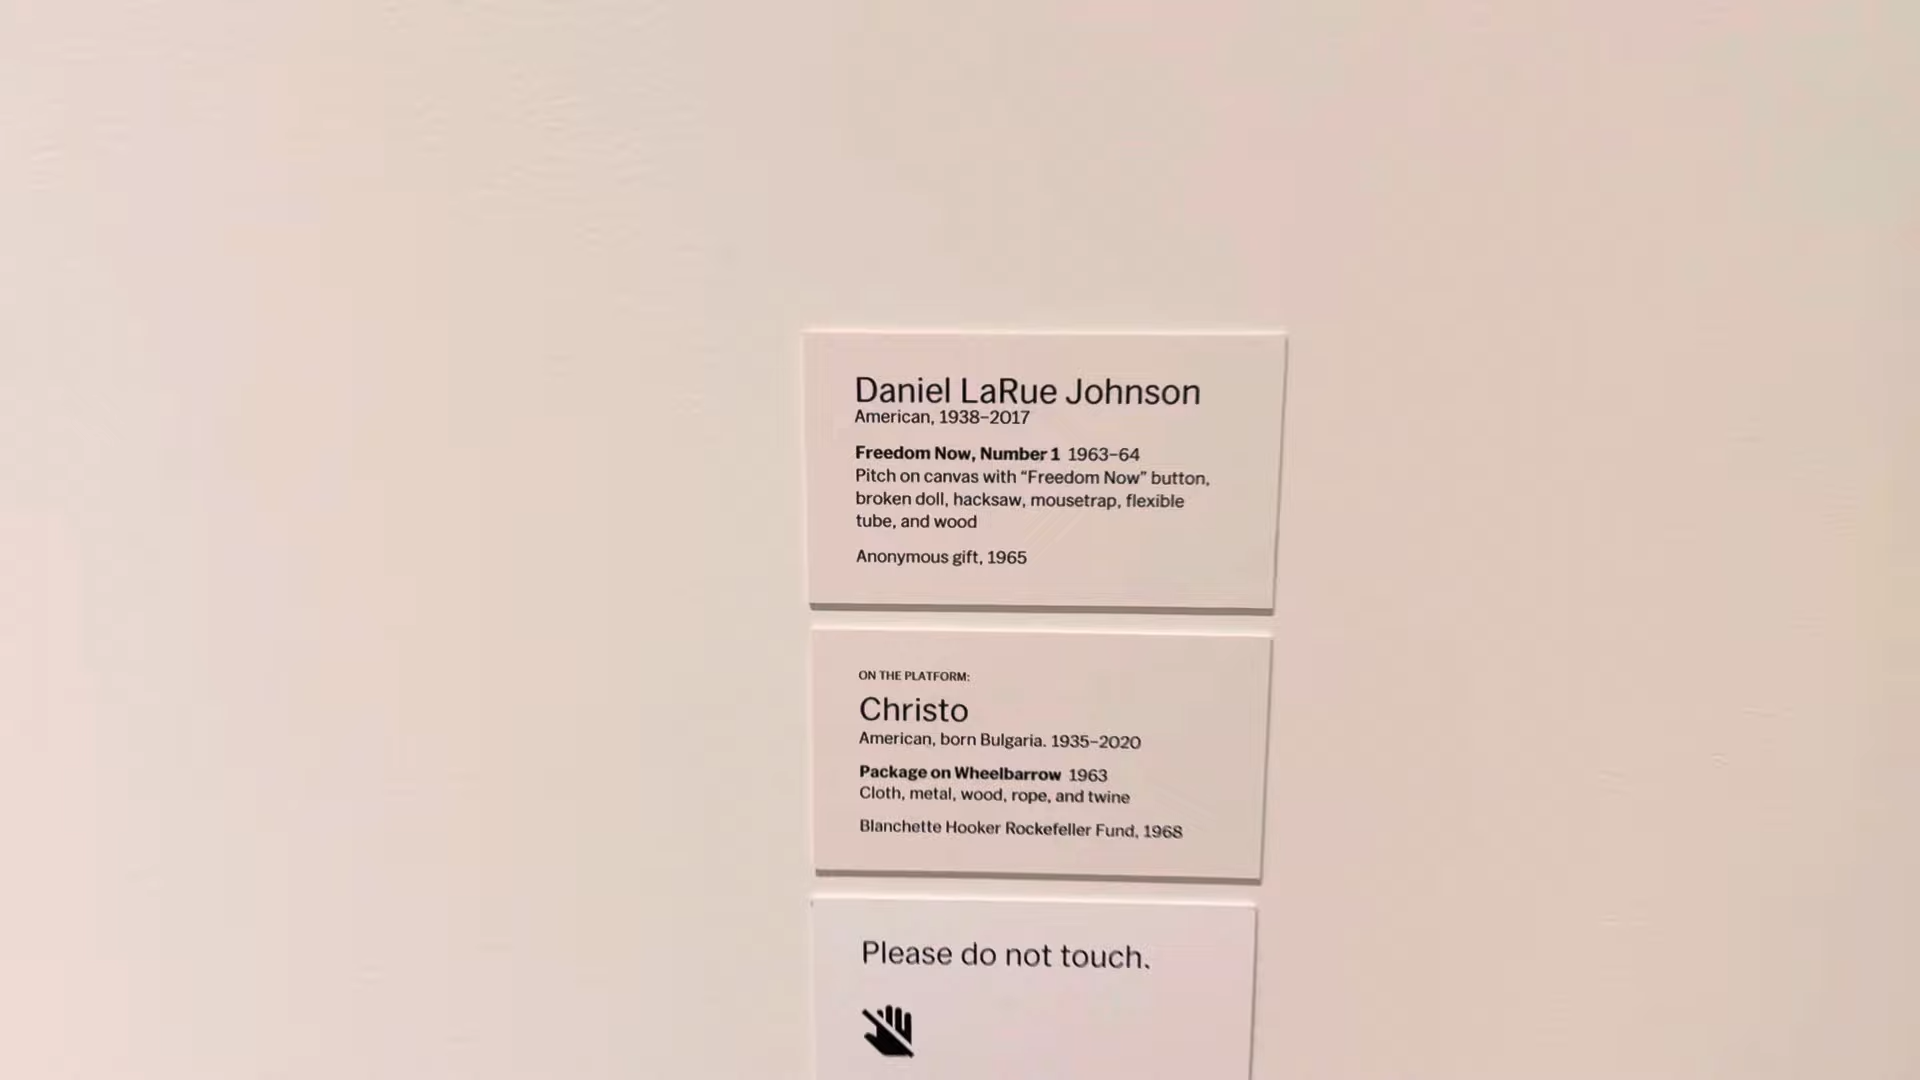 Daniel LaRue Johnson
American, 1938–2017
Freedom Now, Number 1 1963–64
Pitch on canvas with “Freedom Now” button,
broken doll, hacksaw, mousetrap, flexible
tube, and wood
Anonymous gift, 1965
ON THE PLATFORM:
Christo
American, born Bulgaria. 1935–2020
Package on Wheelbarrow 1963
Cloth, metal, wood, rope, and twine
Blanchette Hooker Rockefeller Fund, 1968
Please do not touch.